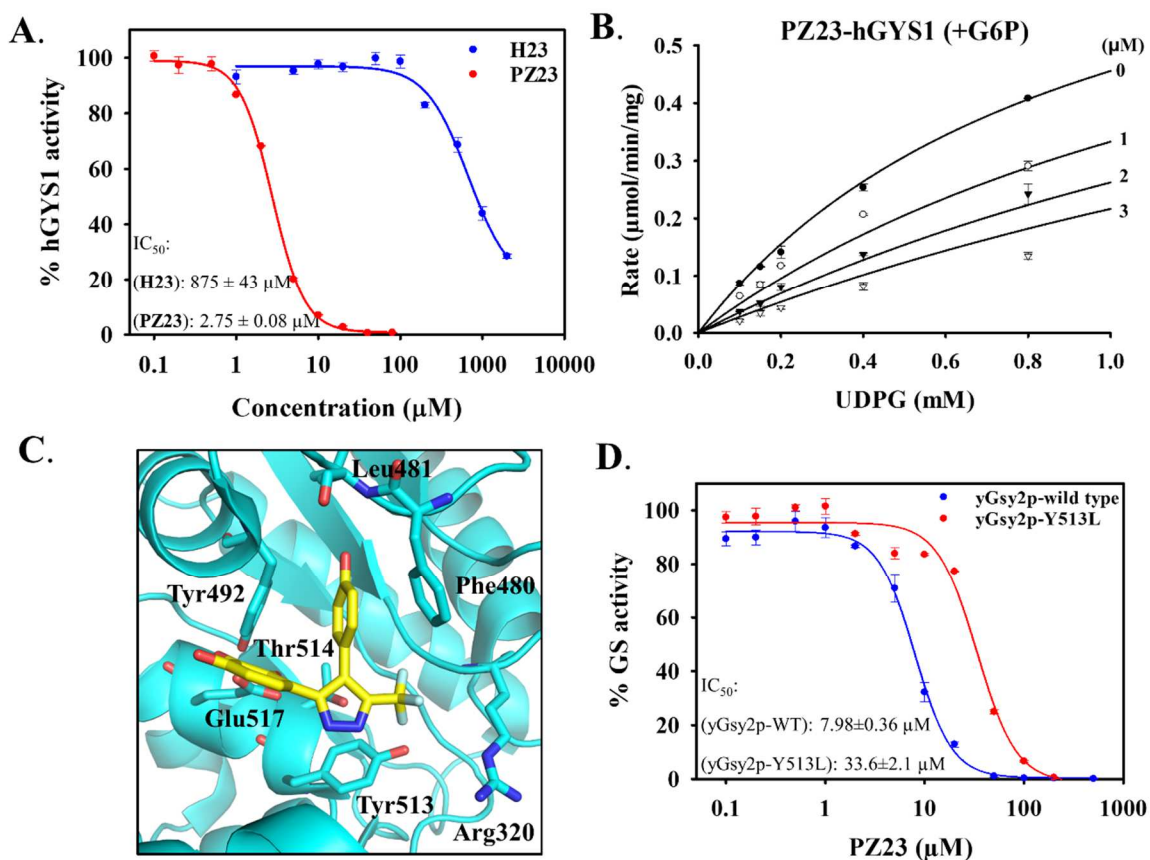 A.
H23
PZ23
% hGYS1 activity
100
80
60
40
20
0
IC50:
(H23): 875 ± 43 µM
(PZ23): 2.75 ± 0.08 µM
0.1 1 10 100 1000 10000
Concentration (µM)
B.
PZ23-hGYS1 (+G6P)
(µM)
0
1
2
3
Rate (µmol/min/mg)
0.5
0.4
0.3
0.2
0.1
0.0
0.0 0.2 0.4 0.6 0.8 1.0
UDPG (mM)
C.
Leu481
Phe480
Tyr492
Thr514
Glu517
Tyr513
Arg320
D.
yGsy2p-wild type
yGsy2p-Y513L
% GS activity
100
80
60
40
20
0
IC50:
(yGsy2p-WT): 7.98±0.36 µM
(yGsy2p-Y513L): 33.6±2.1 µM
0.1 1 10 100 1000
PZ23 (µM)